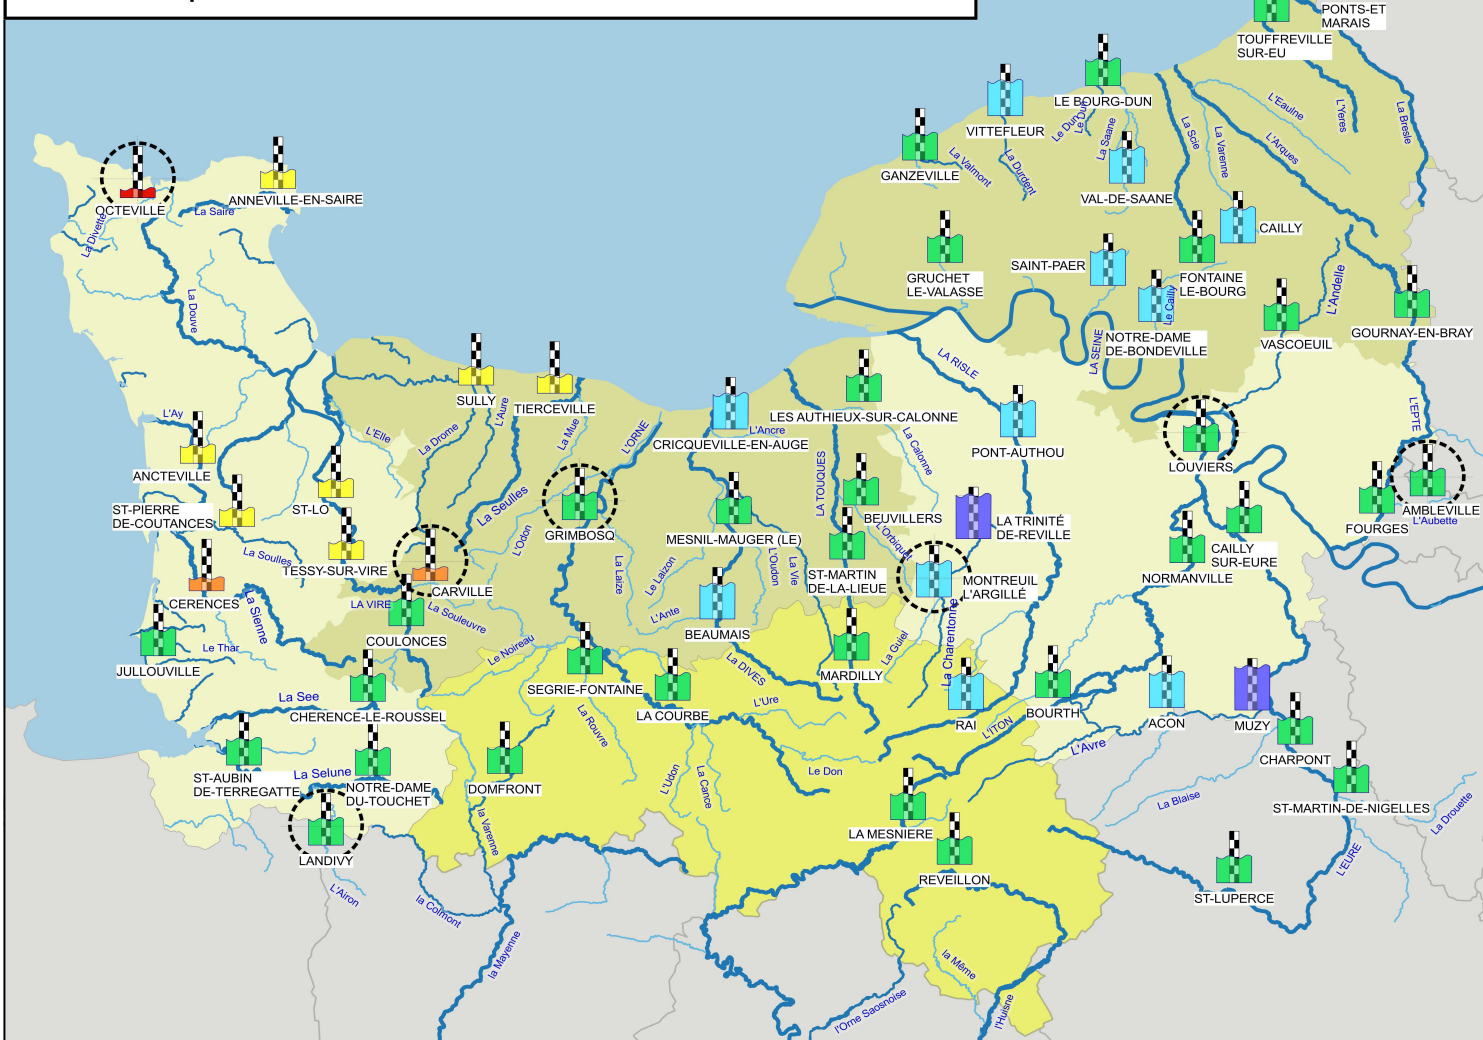 PONTS-ET
MARAIS
TOUFFREVILLE
SUR-EU
LE BOURG-DUN
VITTEFLEUR
Le Dun
Le Dun
La Saane
La Scie
La Varenne
L'Eaulne
L'Yeres
L'Arques
La Bresle
GANZEVILLE
La Valmont
La Durdent
VAL-DE-SAANE
OCTEVILLE
ANNEVILLE-EN-SAIRE
La Saire
La Divette
CAILLY
SAINT-PAER
GRUCHET
LE-VALASSE
FONTAINE
LE-BOURG
Le Cailly
L'Andelle
La Douve
NOTRE-DAME
DE-BONDEVILLE
LA SEINE
VASCOEUIL
GOURNAY-EN-BRAY
LA RISLE
SULLY
TIERCEVILLE
L'Aure
La Mue
L'Ay
L'Elle
La Drome
L'ORNE
LES AUTHIEUX-SUR-CALONNE
L'Ancre
CRICQUEVILLE-EN-AUGE
La Calonne
PONT-AUTHOU
L'EPTE
LOUVIERS
ANCTEVILLE
LA TOUQUES
ST-PIERRE
DE-COUTANCES
ST-LO
La Seulles
GRIMBOSQ
MESNIL-MAUGER (LE)
BEUVILLERS
L'Orbiquet
LA TRINITÉ
DE-REVILLE
FOURGES
AMBLEVILLE
L'Aubette
CAILLY
SUR-EURE
NORMANVILLE
La Soulles
TESSY-SUR-VIRE
L'Odon
La Laize
Le Laizon
L'Oudon
La Vie
ST-MARTIN
DE-LA-LIEUE
MONTREUIL
L'ARGILLÉ
CERENCES
CARVILLE
LA VIRE
La Souleuvre
COULONCES
La Sienne
L'Ante
BEAUMAIS
La Guiel
La Charentonne
Le Thar
JULLOUVILLE
Le Noireau
SEGRIE-FONTAINE
La DIVES
MARDILLY
La See
CHERENCE-LE-ROUSSEL
LA COURBE
L'Ure
La Rouvre
RAI
L'ITON
BOURTH
ACON
MUZY
L'Avre
CHARPONT
ST-AUBIN
DE-TERREGATTE
La Selune
NOTRE-DAME
DU-TOUCHET
DOMFRONT
L'Udon
La Cance
Le Don
La Blaise
ST-MARTIN-DE-NIGELLES
La Drouette
la Varenne
LA MESNIERE
LANDIVY
REVEILLON
L'EURE
ST-LUPERCE
L'Airon
la Colmont
la Mayenne
la Même
l'Orne Saosnoise
l'Huisne